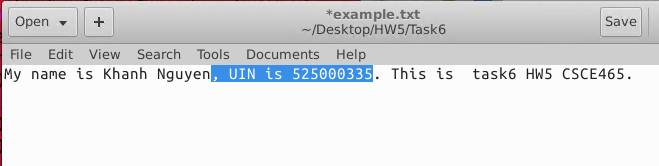 Open
+
*example.txt
~/Desktop/HW5/Task6
Save
File Edit View Search Tools Documents Help
My name is Khanh Nguyen, UIN is 525000335. This is  task6 HW5 CSCE465.